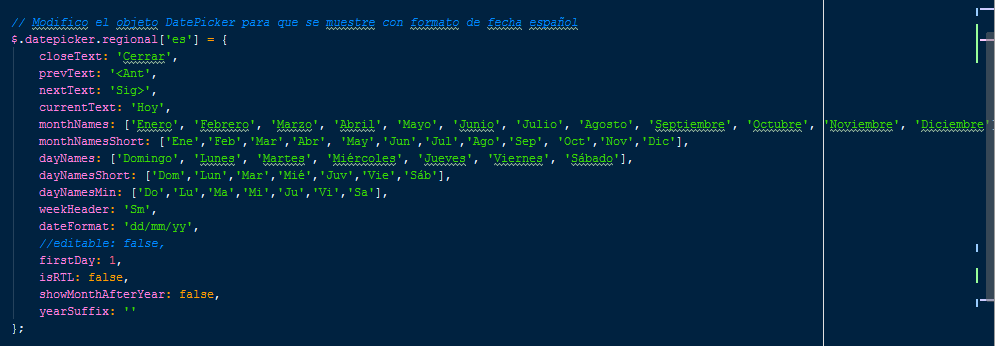 // Modifico el objeto DatePicker para que se muestre con formato de fecha español
$.datepicker.regional['es'] = {
closeText: 'Cerrar',
prevText: '<Ant',
nextText: 'Sig>',
currentText: 'Hoy',
monthNames: ['Enero', 'Febrero', 'Marzo', 'Abril', 'Mayo', 'Junio', 'Julio', 'Agosto', 'Septiembre', 'Octubre', 'Noviembre', 'Diciembre'
monthNamesShort: ['Ene','Feb','Mar','Abr', 'May','Jun','Jul','Ago','Sep', 'Oct','Nov','Dic'],
dayNames: ['Domingo', 'Lunes', 'Martes', 'Miércoles', 'Jueves', 'Viernes', 'Sábado'],
dayNamesShort: ['Dom','Lun','Mar','Mié','Juv','Vie','Sáb'],
dayNamesMin: ['Do','Lu','Ma','Mi','Ju','Vi','Sa'],
weekHeader: 'Sm',
dateFormat: 'dd/mm/yy',
//editable: false,
firstDay: 1,
isRTL: false,
showMonthAfterYear: false,
yearSuffix: ''
};